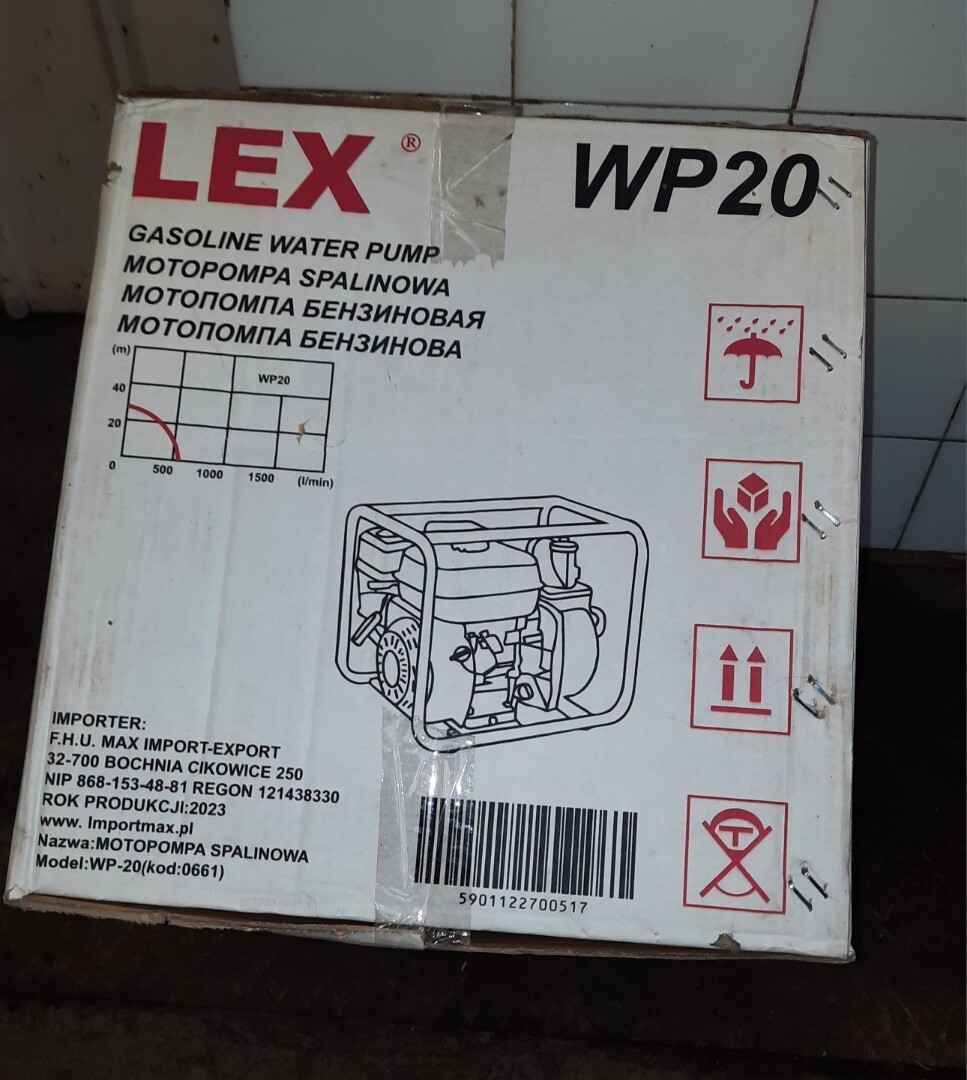 LEX ®
WP20
GASOLINE WATER PUMP
MOTOPOMPA SPALINOWA
МОТОПОМПА БЕНЗИНОВАЯ
МОТОПОМПА БЕНЗИНОВА
(m)
WP20
40
20
0
500
1000
1500
(l/min)
T
IMPORTER:
F.H.U. MAX IMPORT-EXPORT
32-700 BOCHNIA CIKOWICE 250
NIP 868-153-48-81 REGON 121438330
ROK PRODUKCJI:2023
www. Importmax.pl
Nazwa:MOTOPOMPA SPALINOWA
Model:WP-20(kod:0661)
5901122700517